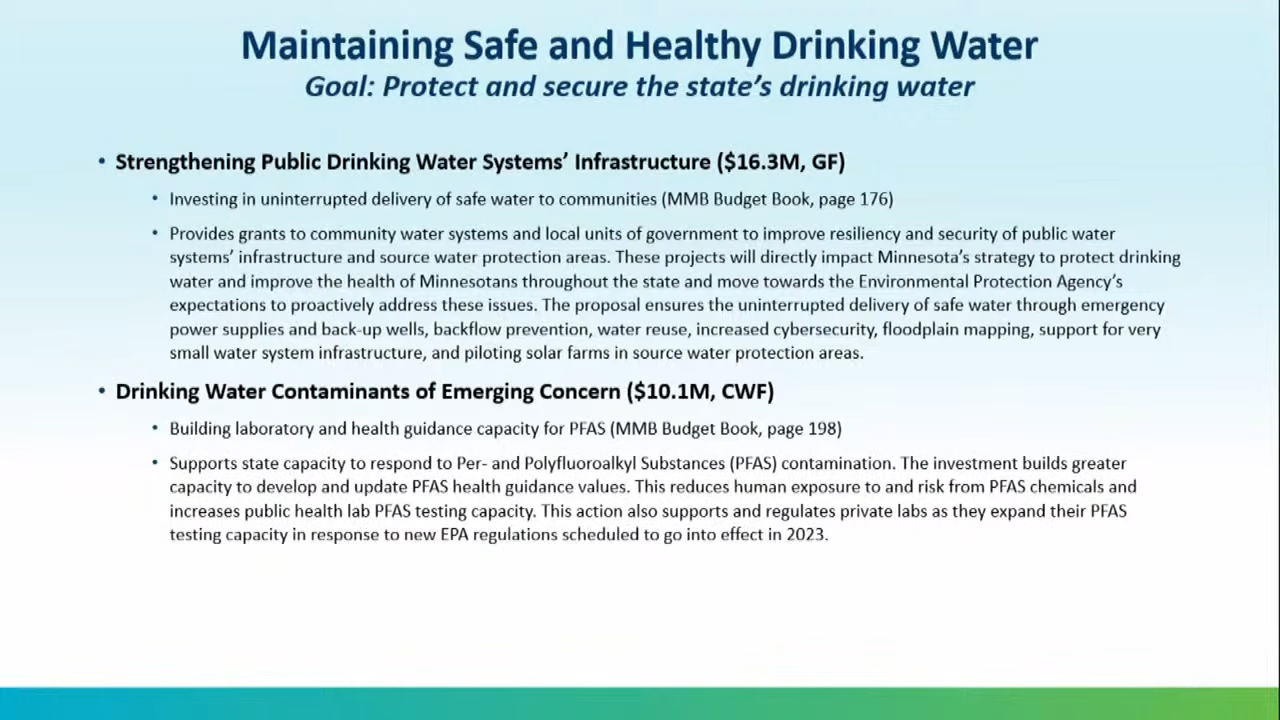 Maintaining Safe and Healthy Drinking Water
Goal: Protect and secure the state's drinking water
• Strengthening Public Drinking Water Systems' Infrastructure ($16.3M, GF)
• Investing in uninterrupted delivery of safe water to communities (MMB Budget Book, page 176)
• Provides grants to community water systems and local units of government to improve resiliency and security of public water
systems' infrastructure and source water protection areas. These projects will directly impact Minnesota's strategy to protect drinking
water and improve the health of Minnesotans throughout the state and move towards the Environmental Protection Agency's
expectations to proactively address these issues. The proposal ensures the uninterrupted delivery of safe water through emergency
power supplies and back-up wells, backflow prevention, water reuse, increased cybersecurity, floodplain mapping, support for very
small water system infrastructure, and piloting solar farms in source water protection areas.
• Drinking Water Contaminants of Emerging Concern ($10.1M, CWF)
• Building laboratory and health guidance capacity for PFAS (MMB Budget Book, page 198)
• Supports state capacity to respond to Per- and Polyfluoroalkyl Substances (PFAS) contamination. The investment builds greater
capacity to develop and update PFAS health guidance values. This reduces human exposure to and risk from PFAS chemicals and
increases public health lab PFAS testing capacity. This action also supports and regulates private labs as they expand their PFAS
testing capacity in response to new EPA regulations scheduled to go into effect in 2023.